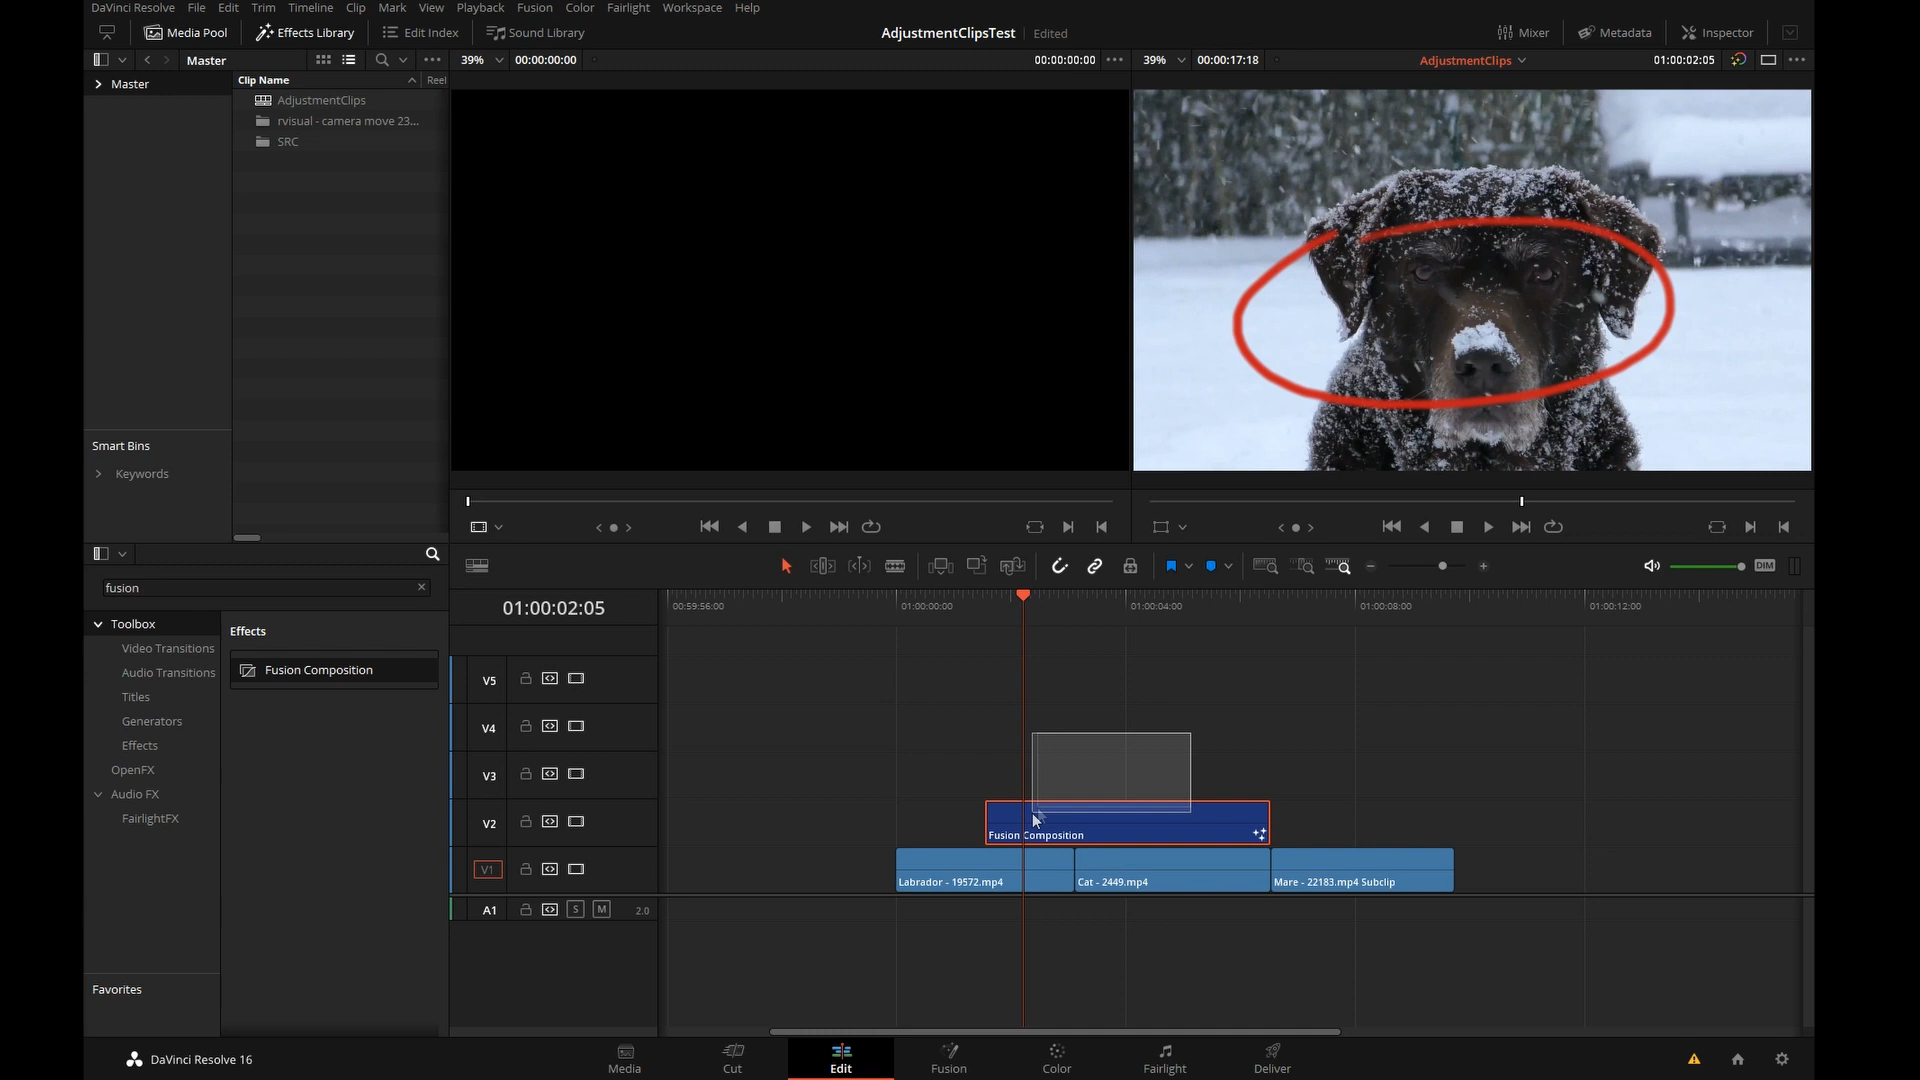 DaVinci Resolve File Edit Trim Timeline Clip Mark View Playback Fusion Color Fairlight Workspace Help
Media Pool Effects Library Edit Index Sound Library AdjustmentClipsTest Edited Mixer Metadata Inspector
Master 39% 00:00:00:00 00:00:00:00 39% 00:00:17:18 AdjustmentClips 01:00:02:05
Master
Clip Name Reel
AdjustmentClips
rvisual - camera move 23...
SRC
Smart Bins
Keywords
fusion
Toolbox
Video Transitions
Audio Transitions
Titles
Generators
Effects
OpenFX
Audio FX
FairlightFX
Favorites
Effects
Fusion Composition
DIM
01:00:02:05
00:59:56:00 01:00:00:00 01:00:04:00 01:00:08:00 01:00:12:00
V5
V4
V3
V2
Fusion Composition
V1
Labrador - 19572.mp4 Cat - 2449.mp4 Mare - 22183.mp4 Subclip
A1 S M 2.0
DaVinci Resolve 16
Media Cut Edit Fusion Color Fairlight Deliver